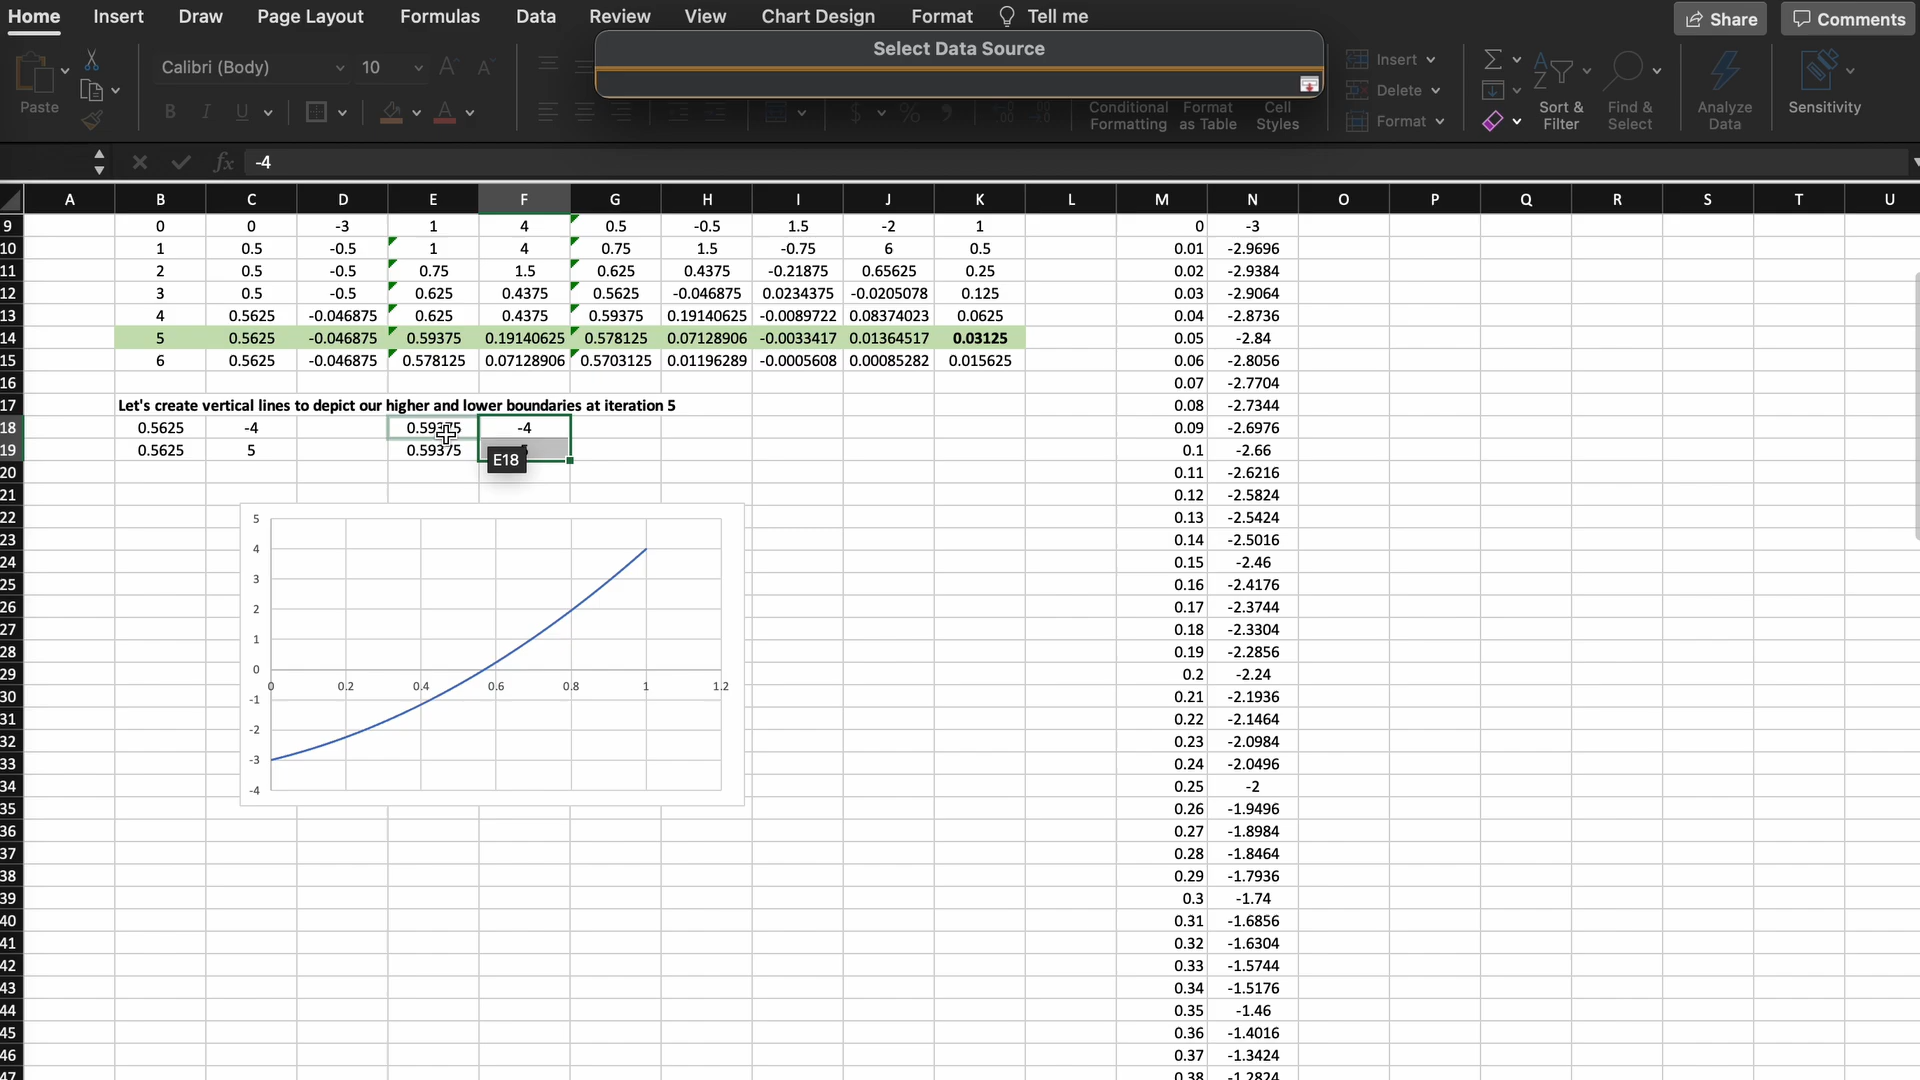 Home Insert Draw Page Layout Formulas Data Review View Chart Design Format Tell me Share Comments
Select Data Source
Paste Calibri (Body) 10 A A Insert Delete Format
B I U A $ % Conditional Formatting Format as Table Cell Styles Sort & Filter Find & Select Analyze Data Sensitivity
fx -4
A B C D E F G H I J K L M N O P Q R S T U
9 0 0 -3 1 4 0.5 -0.5 1.5 -2 1 0 -3
10 1 0.5 -0.5 1 4 0.75 1.5 -0.75 6 0.5 0.01 -2.9696
11 2 0.5 -0.5 0.75 1.5 0.625 0.4375 -0.21875 0.65625 0.25 0.02 -2.9384
12 3 0.5 -0.5 0.625 0.4375 0.5625 -0.046875 0.0234375 -0.0205078 0.125 0.03 -2.9064
13 4 0.5625 -0.046875 0.625 0.4375 0.59375 0.19140625 -0.0089722 0.08374023 0.0625 0.04 -2.8736
14 5 0.5625 -0.046875 0.59375 0.19140625 0.578125 0.07128906 -0.0033417 0.01364517 0.03125 0.05 -2.84
15 6 0.5625 -0.046875 0.578125 0.07128906 0.5703125 0.01196289 -0.0005608 0.00085282 0.015625 0.06 -2.8056
16 0.07 -2.7704
17 Let's create vertical lines to depict our higher and lower boundaries at iteration 5 0.08 -2.7344
18 0.5625 -4 0.59375 -4 0.09 -2.6976
19 0.5625 5 0.59375 E18 0.1 -2.66
20 0.11 -2.6216
21 0.12 -2.5824
22 5 0.13 -2.5424
23 4 0.14 -2.5016
24 0.15 -2.46
25 3 0.16 -2.4176
26 2 0.17 -2.3744
27 0.18 -2.3304
28 1 0.19 -2.2856
29 0 0.2 -2.24
30 0 0.2 0.4 0.6 0.8 1 1.2 -1 0.21 -2.1936
31 0.22 -2.1464
32 -2 0.23 -2.0984
33 -3 0.24 -2.0496
34 -4 0.25 -2
35 0.26 -1.9496
36 0.27 -1.8984
37 0.28 -1.8464
38 0.29 -1.7936
39 0.3 -1.74
40 0.31 -1.6856
41 0.32 -1.6304
42 0.33 -1.5744
43 0.34 -1.5176
44 0.35 -1.46
45 0.36 -1.4016
46 0.37 -1.3424
47 0.38 -1.2824